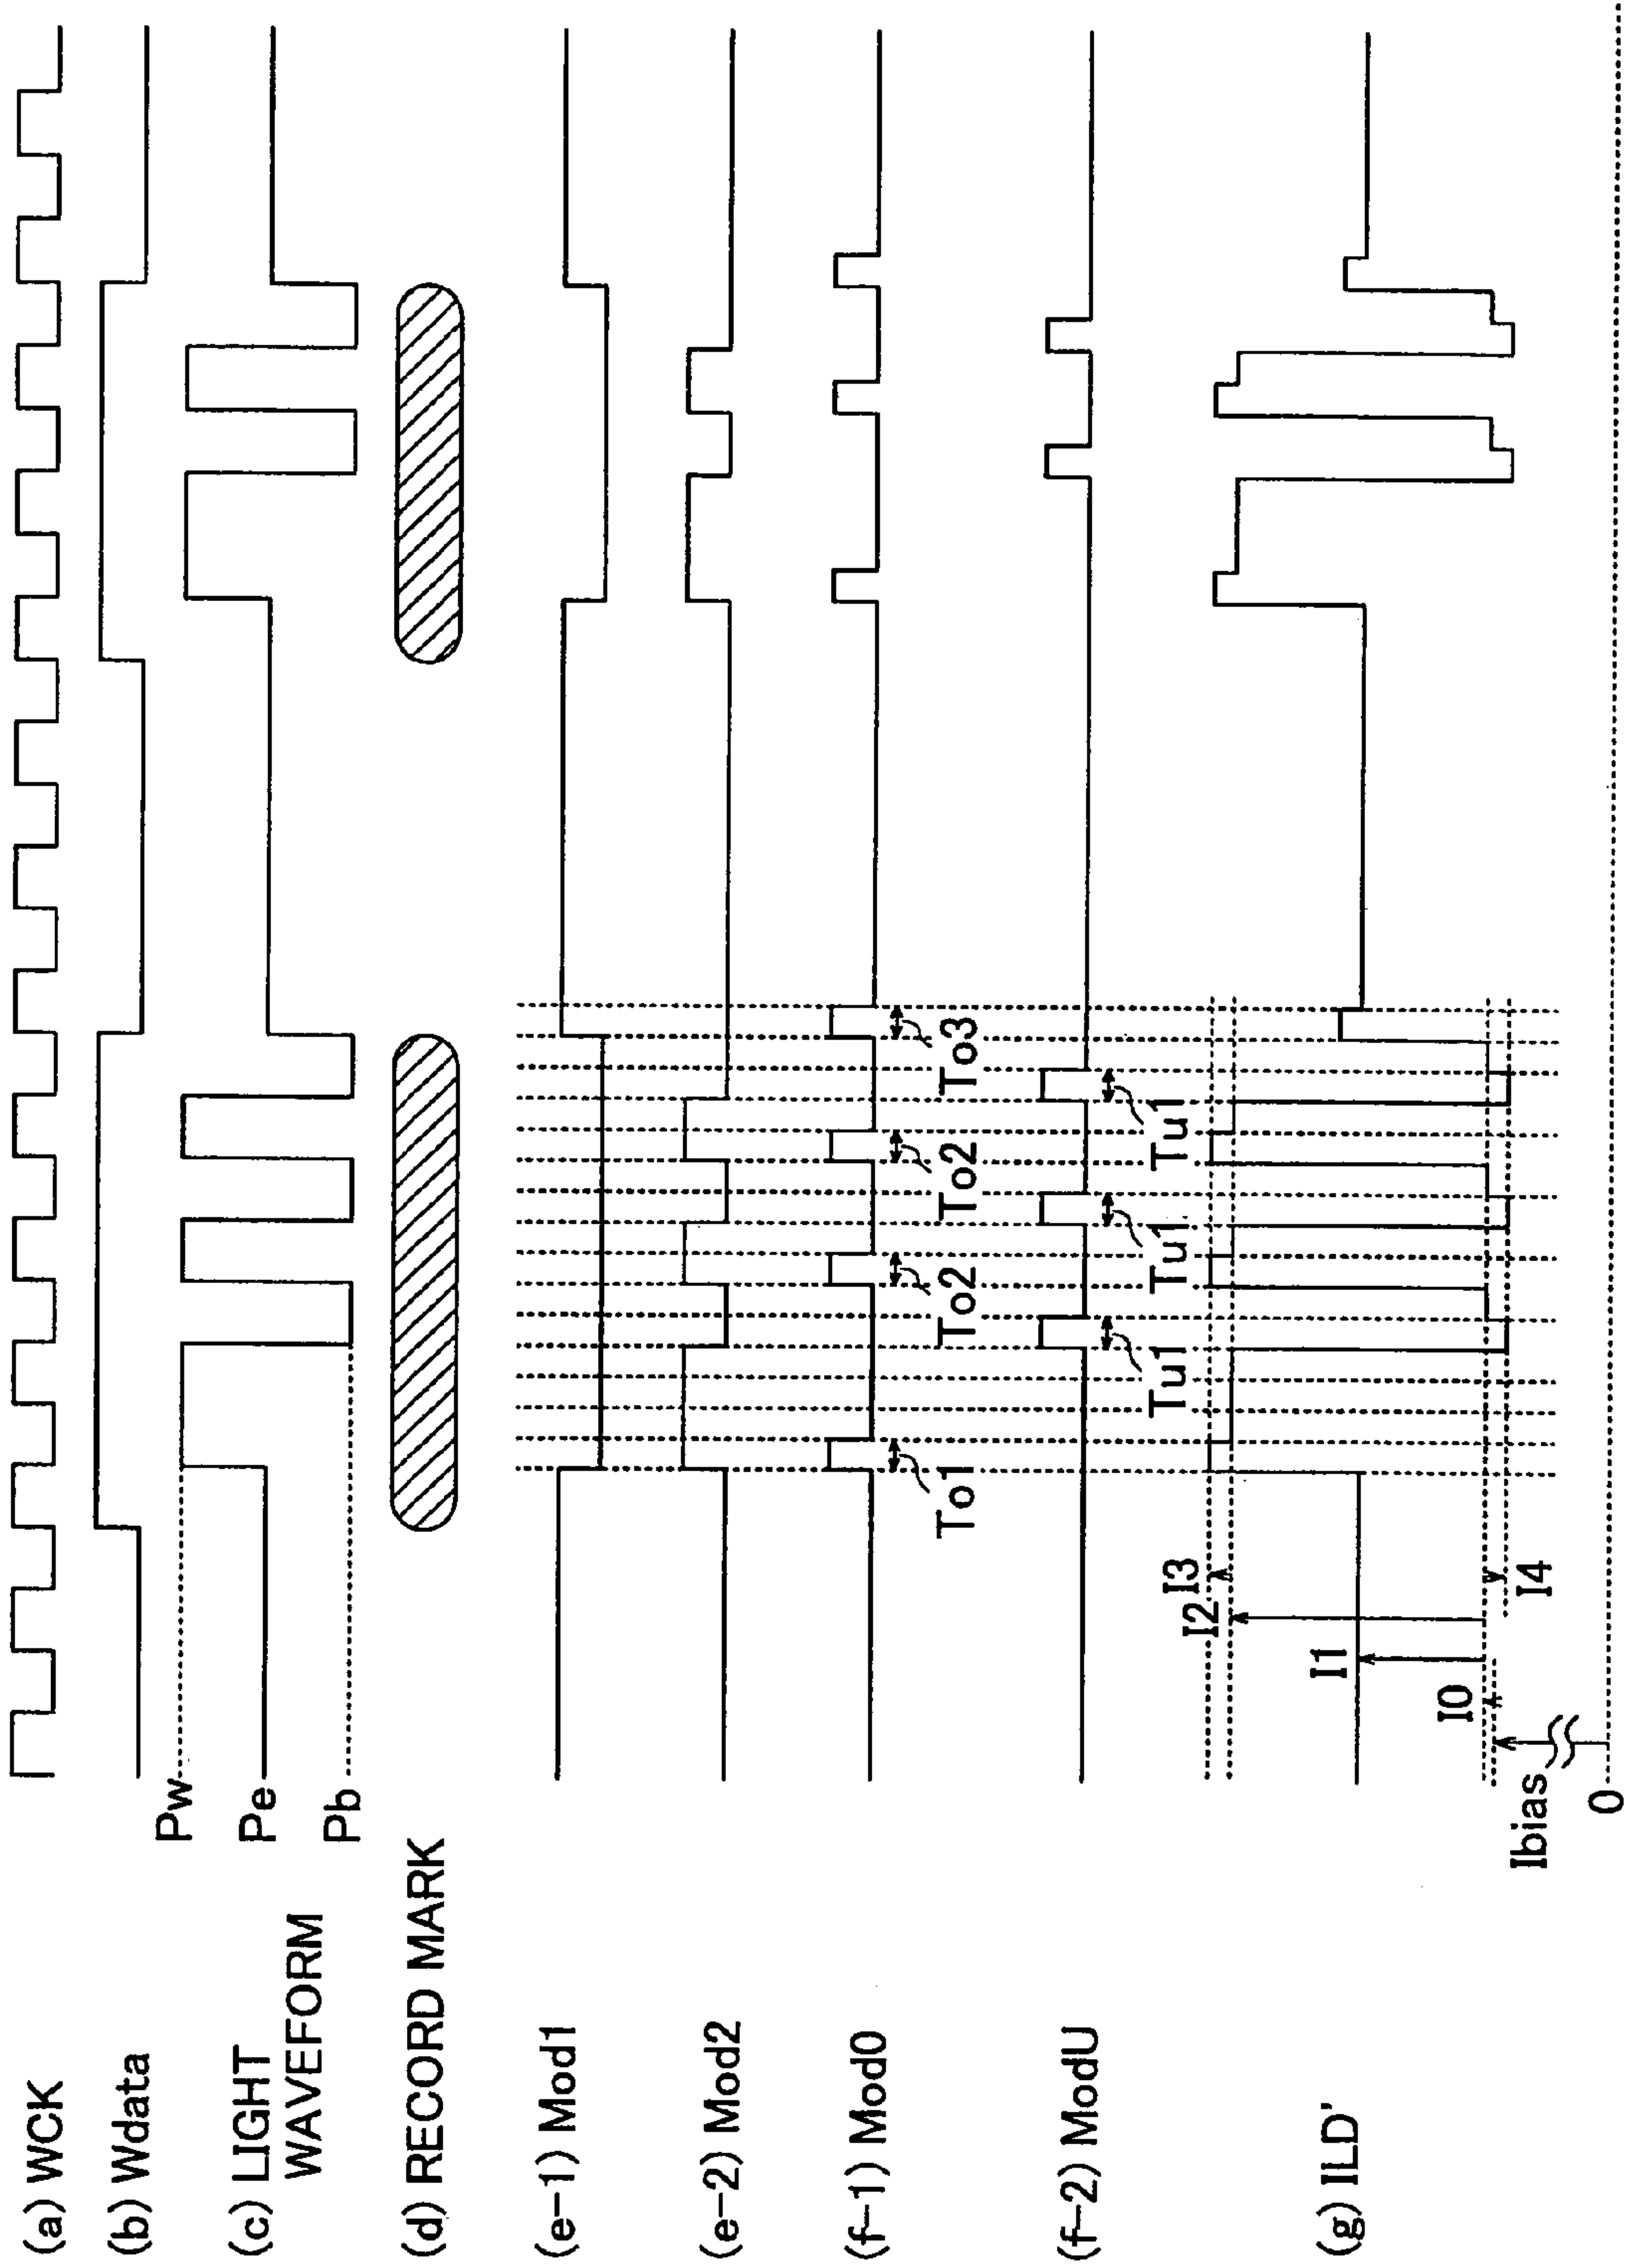 (a) WCK
(b) Wdata
Pw
(c) LIGHT
WAVEFORM
Pe
Pb
(d) RECORD MARK
(e-1) Mod1
(e-2) Mod2
(f-1) ModO
To1
To2
To2
To3
(f-2) ModU
Tu1
Tu1
Tu1
(g) ILD'
I3
I2
I1
I0
I4
Ibias
0